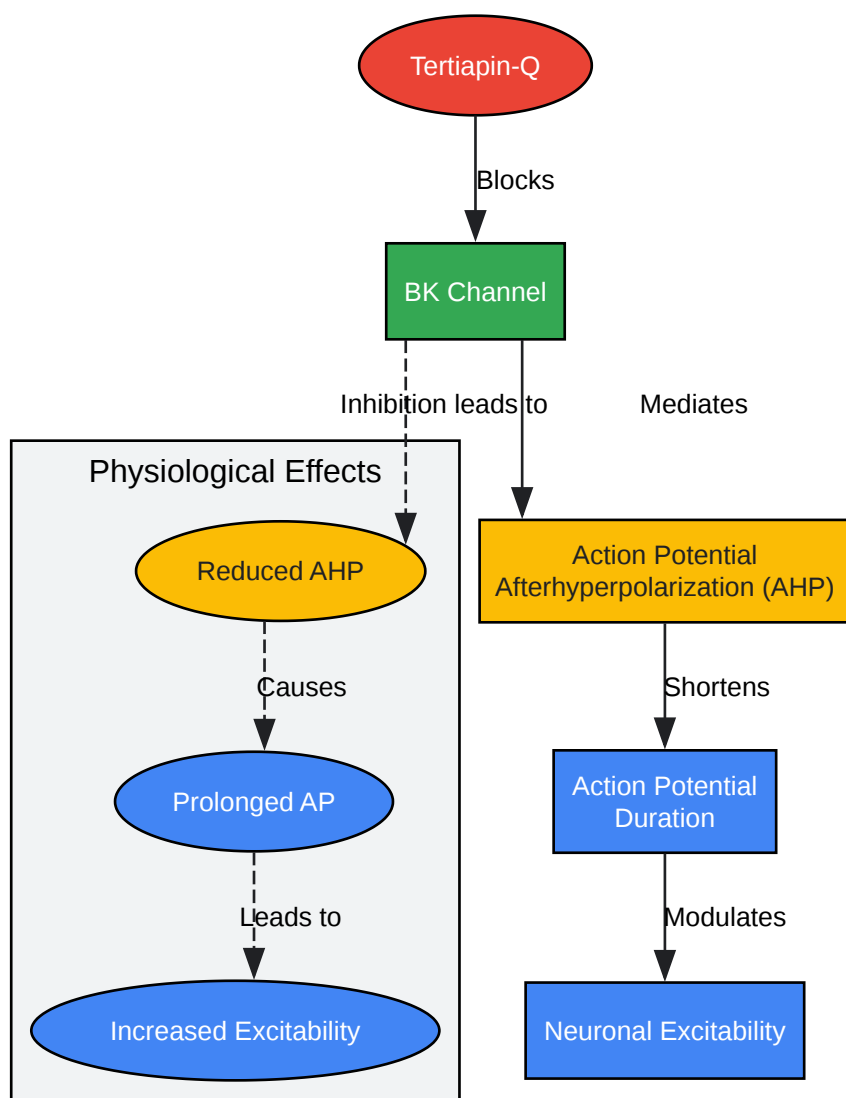 Tertiapin-Q
Blocks
BK Channel
Inhibition leads to
Mediates
Physiological Effects
Reduced AHP
Action Potential
Afterhyperpolarization (AHP)
Causes
Shortens
Prolonged AP
Action Potential
Duration
Leads to
Modulates
Increased Excitability
Neuronal Excitability